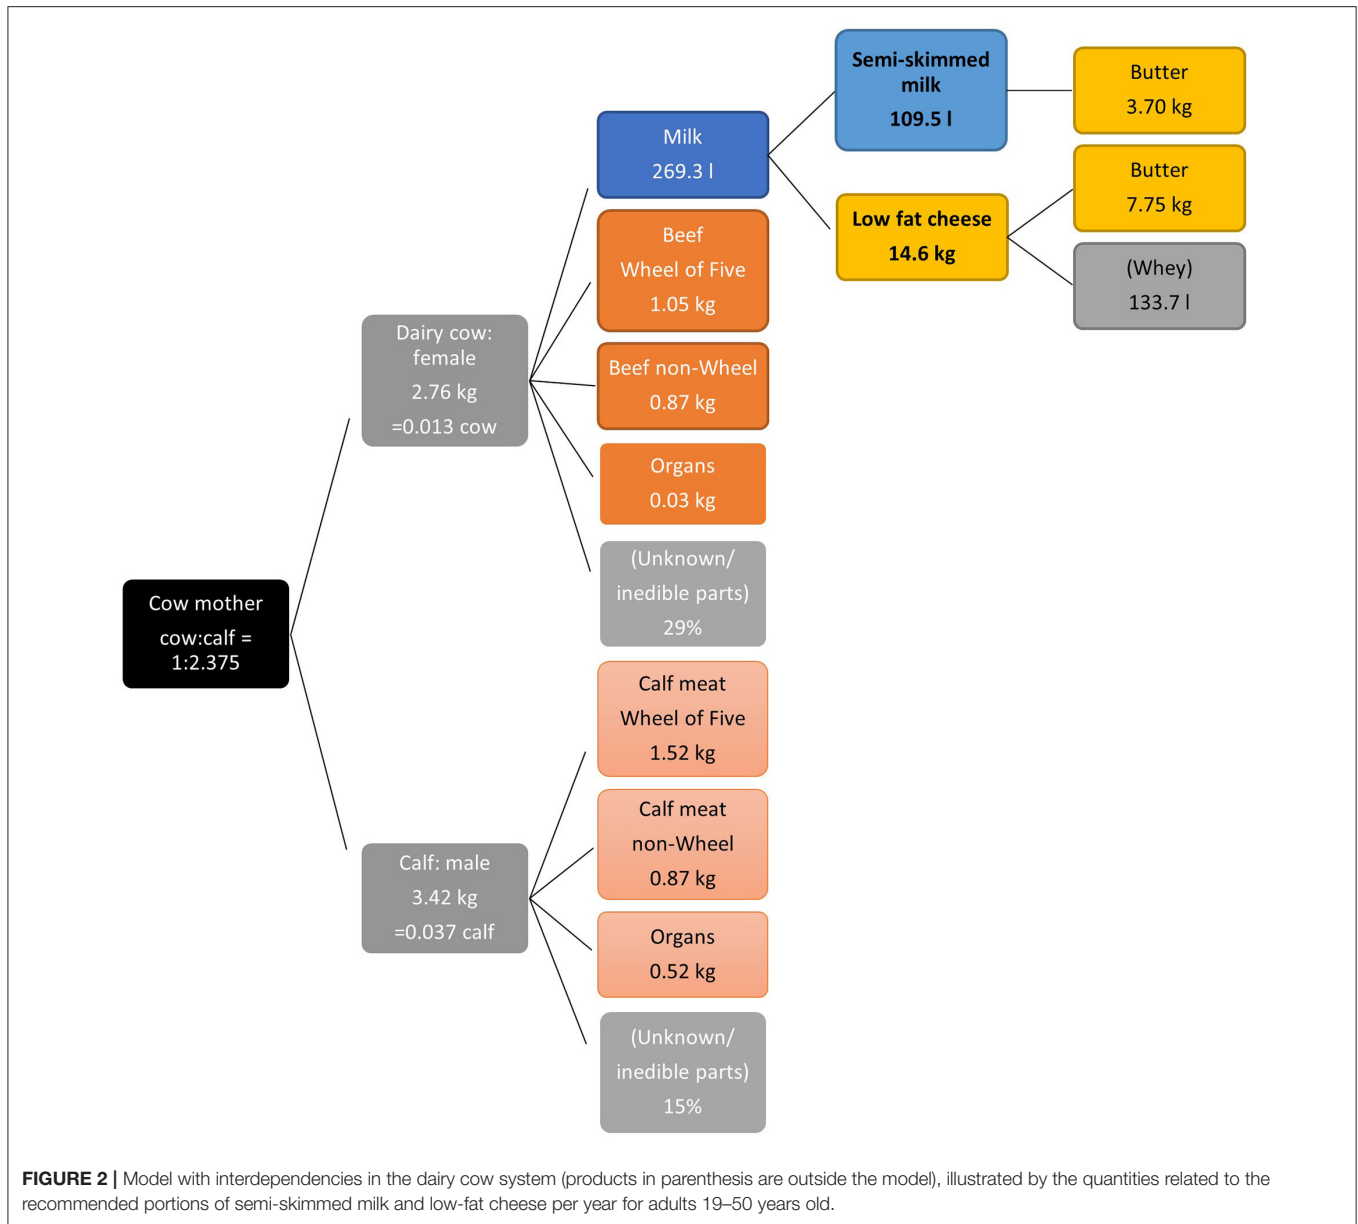 Semi-skimmed
milk
109.5 l
Butter
3.70 kg
Milk
269.3 l
Butter
7.75 kg
Low fat cheese
14.6 kg
(Whey)
133.7 l
Beef
Wheel of Five
1.05 kg
Dairy cow:
female
2.76 kg
=0.013 cow
Beef non-Wheel
0.87 kg
Organs
0.03 kg
(Unknown/
inedible parts)
29%
Cow mother
cow:calf =
1:2.375
Calf meat
Wheel of Five
1.52 kg
Calf meat
non-Wheel
0.87 kg
Calf: male
3.42 kg
=0.037 calf
Organs
0.52 kg
(Unknown/
inedible parts)
15%
FIGURE 2 | Model with interdependencies in the dairy cow system (products in parenthesis are outside the model), illustrated by the quantities related to the
recommended portions of semi-skimmed milk and low-fat cheese per year for adults 19–50 years old.